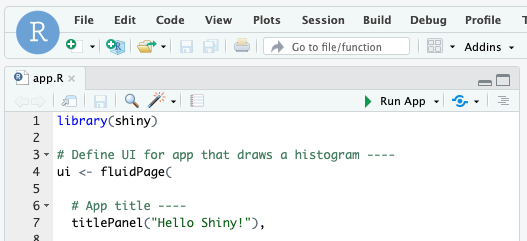 R File Edit Code View Plots Session Build Debug Profile
Go to file/function Addins
app.R
Run App
1 library(shiny)
2
3 # Define UI for app that draws a histogram ----
4 ui <- fluidPage(
5
6 # App title ----
7 titlePanel("Hello Shiny!"),
8